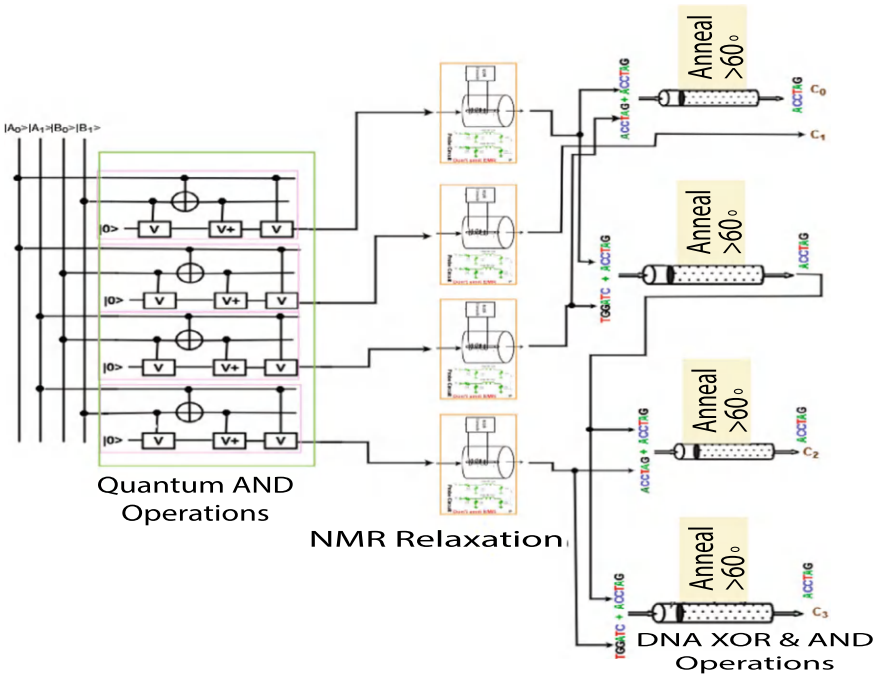 |A₀>|A₁>|B₀>|B₁>
|0>
V
V+
V
|0>
V
V+
V
|0>
V
V+
V
|0>
V
V+
V
Quantum AND
Operations
NMR Relaxation
ACCTAG + ACCTAG
Anneal
>60°
ACCTAG
C₀
C₁
TGGATC + ACCTAG
Anneal
>60°
ACCTAG
ACCTAG + ACCTAG
Anneal
>60°
ACCTAG
C₂
TGGATC + ACCTAG
Anneal
>60°
ACCTAG
C₃
DNA XOR & AND
Operations